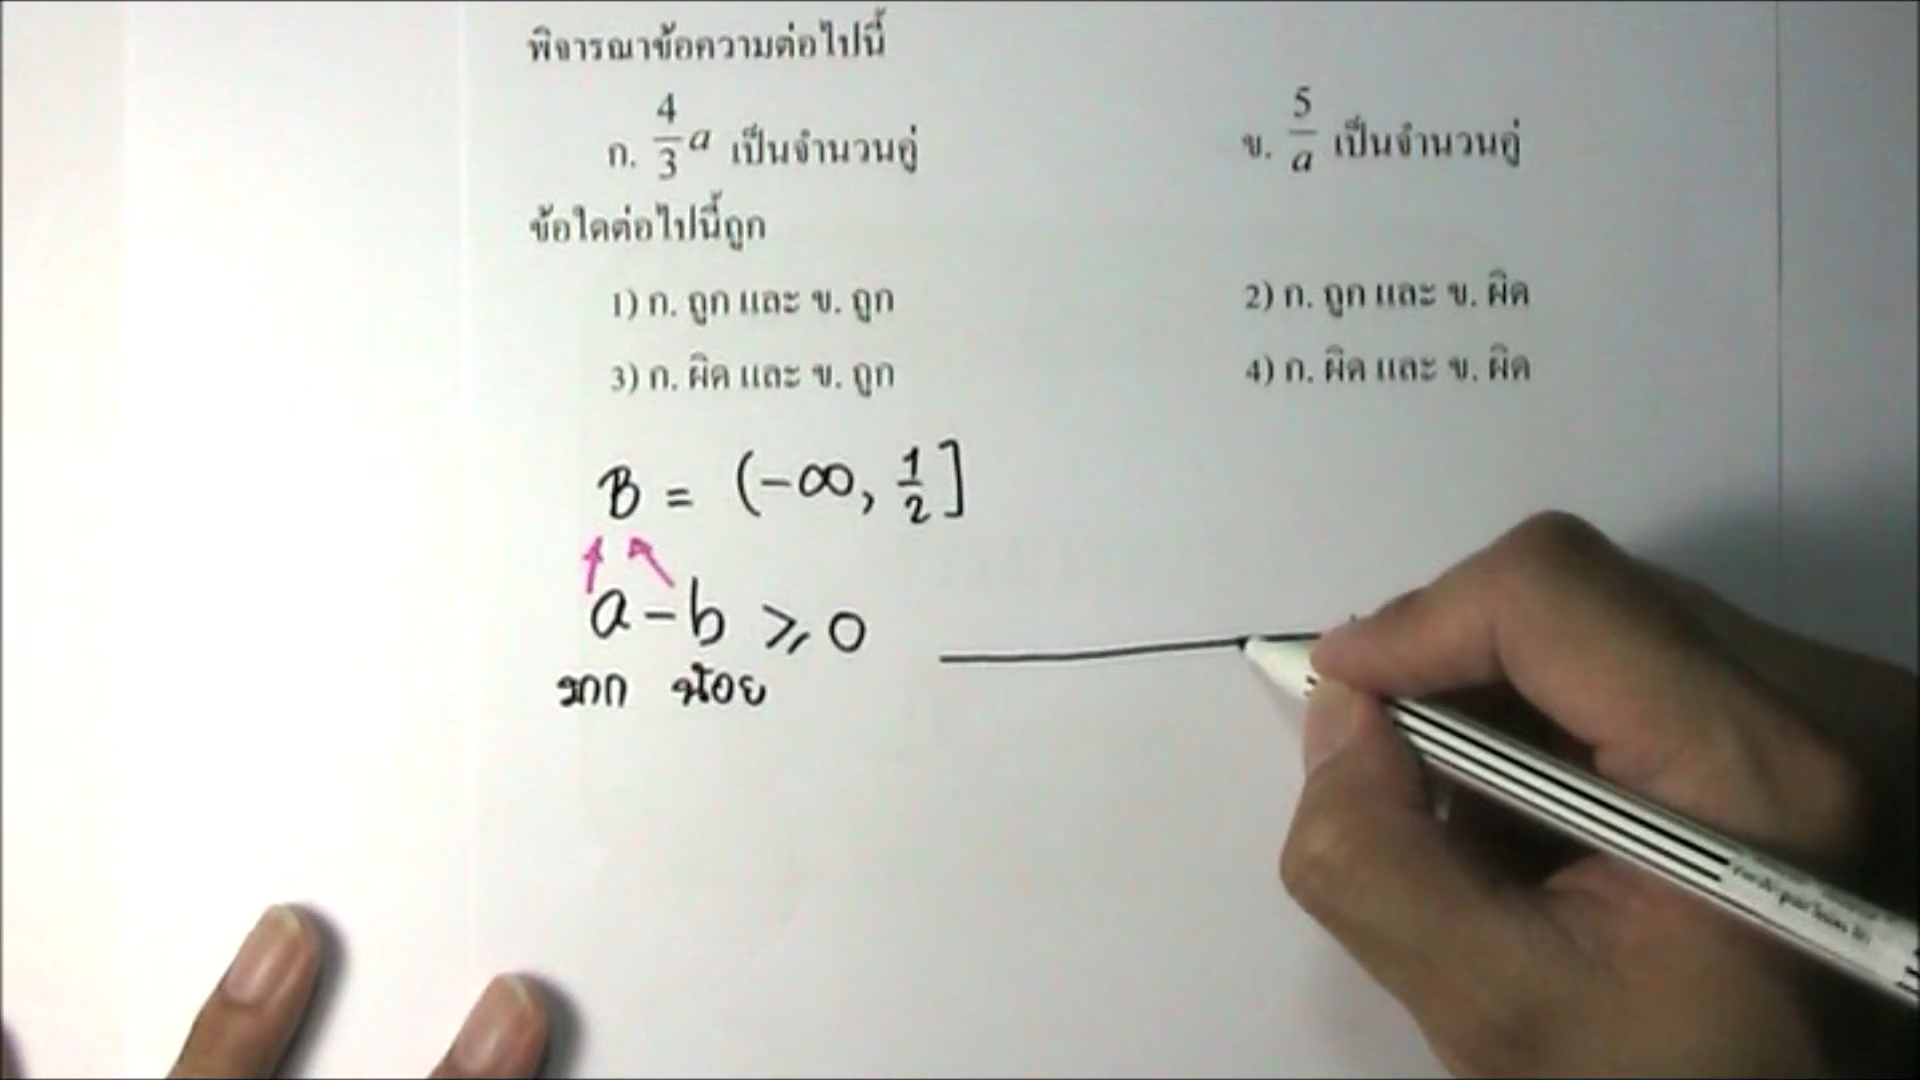 พิจารณาข้อความต่อไปนี้
ก. 4/3 a เป็นจำนวนคู่ ข. 5/a เป็นจำนวนคู่
ข้อใดต่อไปนี้ถูก
1) ก. ถูก และ ข. ถูก 2) ก. ถูก และ ข. ผิด
3) ก. ผิด และ ข. ถูก 4) ก. ผิด และ ข. ผิด
B = (-∞, 1/2]
a - b ⩾ 0
มาก น้อย